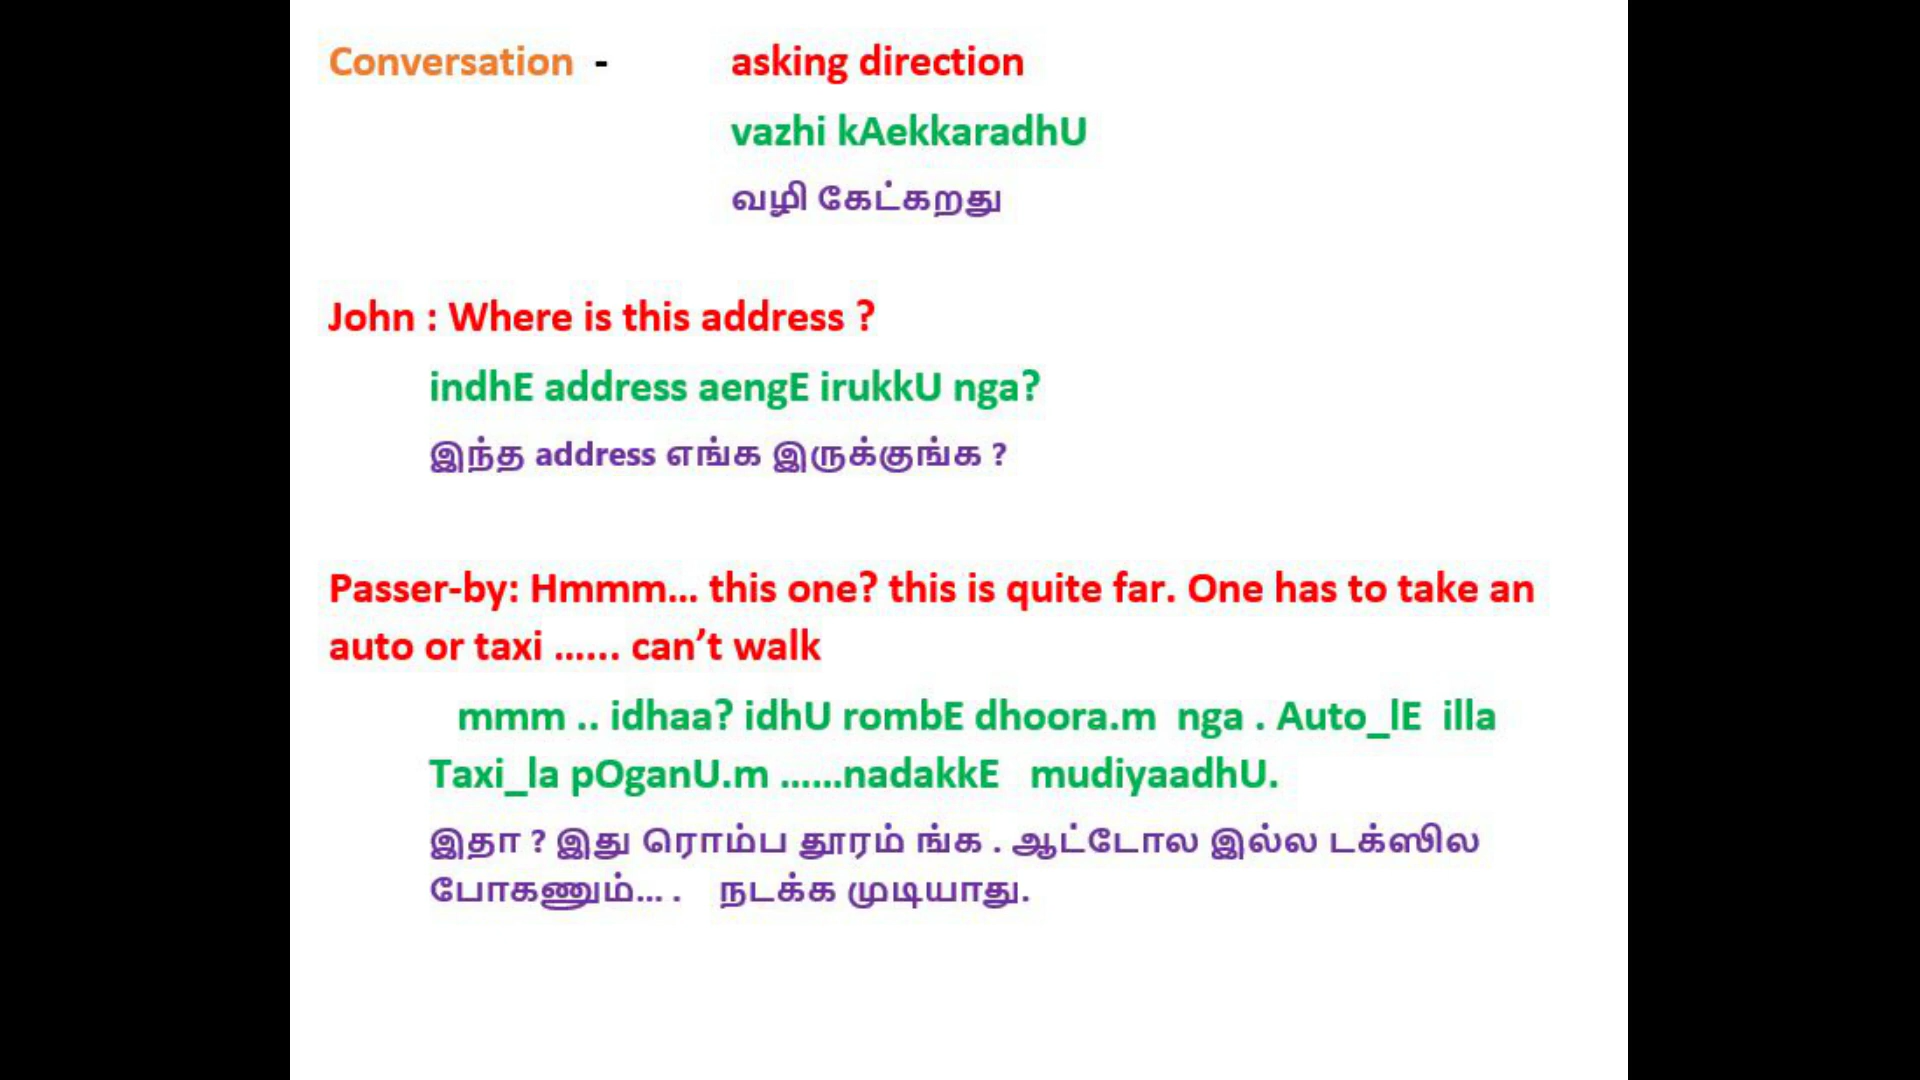 Conversation - asking direction
vazhi kAekkaradhU
வழி கேட்கறது
John : Where is this address ?
indhE address aengE irukkU nga?
இந்த address எங்க இருக்குங்க ?
Passer-by: Hmmm... this one? this is quite far. One has to take an
auto or taxi ...... can’t walk
mmm .. idhaa? idhU rombE dhoora.m nga . Auto_lE illa
Taxi_la pOganU.m ......nadakkE mudiyaadhU.
இதா ? இது ரொம்ப தூரம் ங்க . ஆட்டோல இல்ல டக்ஸில
போகணும்... . நடக்க முடியாது.